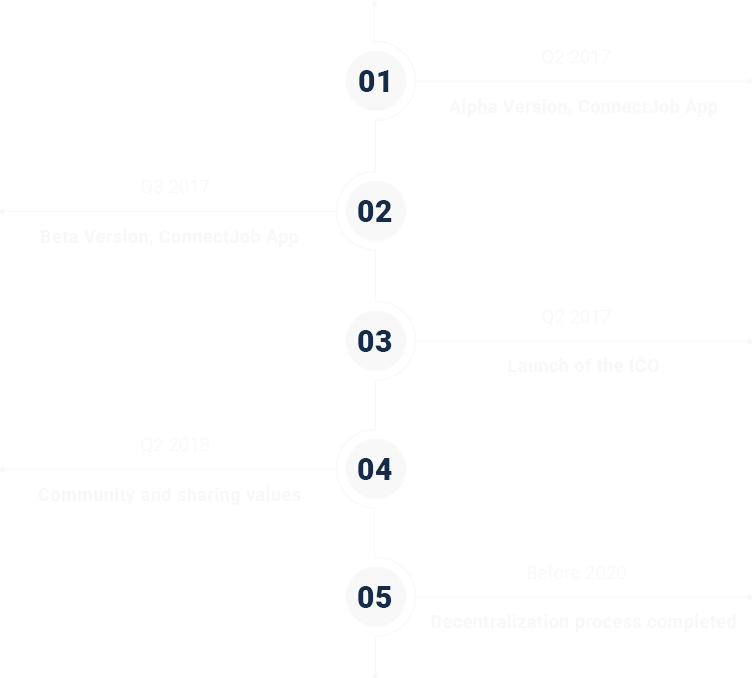 01
Q2 2017
Alpha Version, ConnectJob App
Q3 2017
02
Beta Version, ConnectJob App
03
Q2 2017
Launch of the ICO
Q2 2018
04
Community and sharing values
05
Before 2020
Decentralization process completed